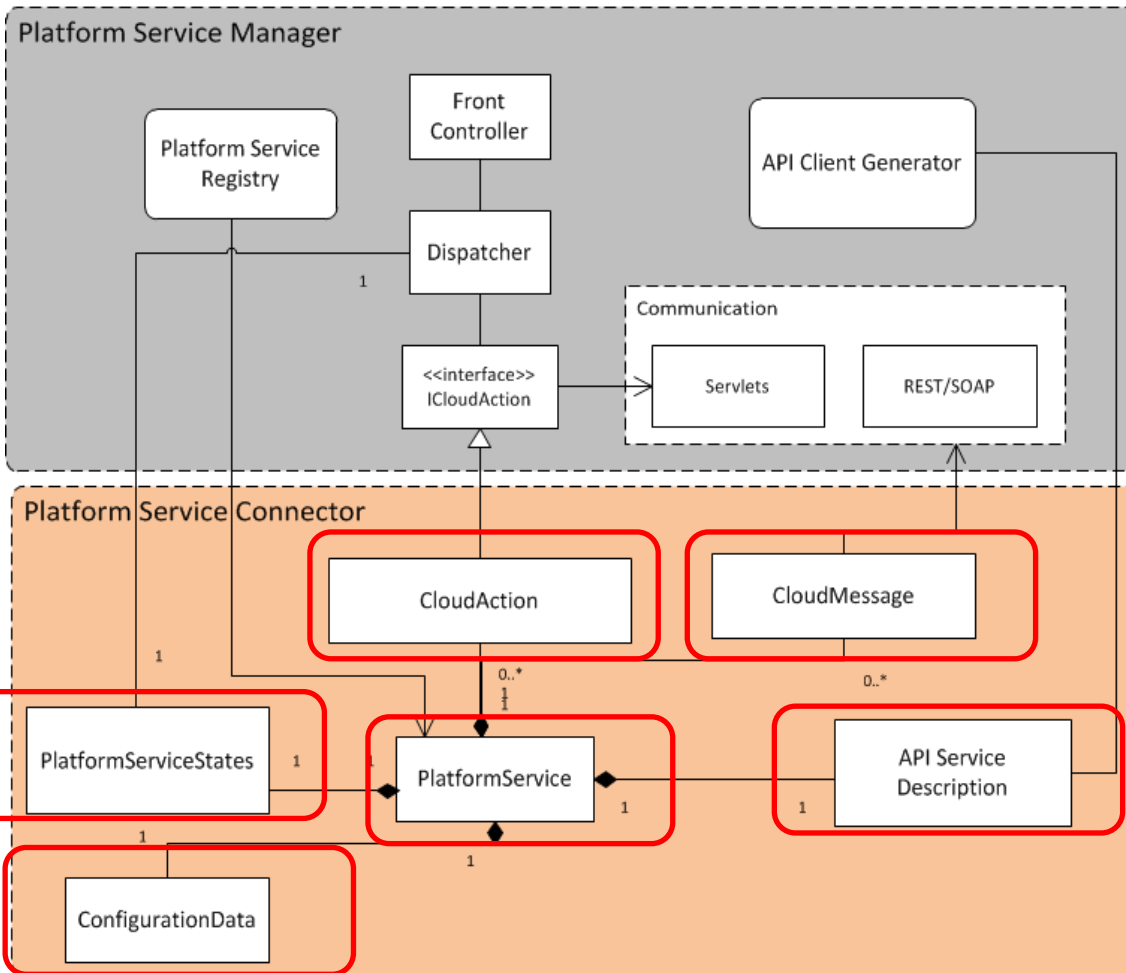 Platform Service Manager
Front
Controller
Platform Service
Registry
API Client Generator
Dispatcher
1
Communication
<<interface>>
ICloudAction
Servlets
REST/SOAP
Platform Service Connector
CloudAction
CloudMessage
1
0..*
0..*
1
1
PlatformServiceStates
1
1
PlatformService
1
1
API Service
Description
1
1
ConfigurationData